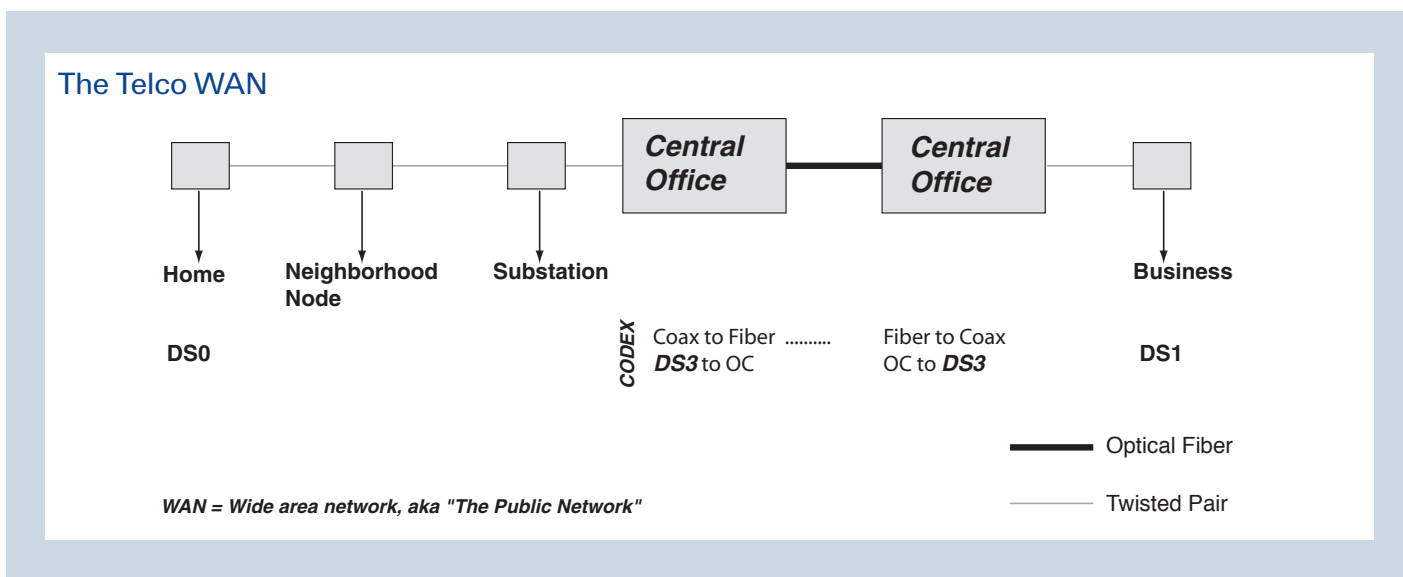 The Telco WAN
Central
Office
Central
Office
Home
Neighborhood
Node
Substation
Business
DS0
CODEX
Coax to Fiber ..........
DS3 to OC
Fiber to Coax
OC to DS3
DS1
Optical Fiber
Twisted Pair
WAN = Wide area network, aka "The Public Network"